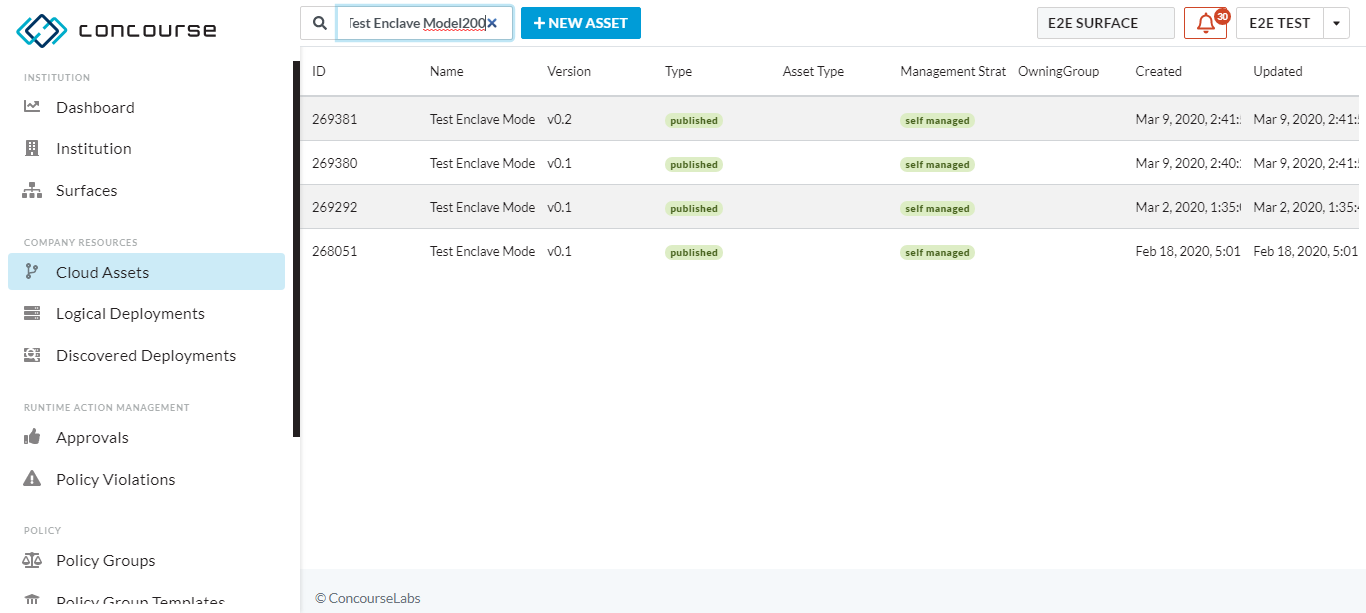 concourse
Test Enclave Model200
NEW ASSET
E2E SURFACE
30
E2E TEST
INSTITUTION
Dashboard
Institution
Surfaces
COMPANY RESOURCES
Cloud Assets
Logical Deployments
Discovered Deployments
RUNTIME ACTION MANAGEMENT
Approvals
Policy Violations
POLICY
Policy Groups
Policy Group Templates
ID Name Version Type Asset Type Management Strat OwningGroup Created Updated
269381 Test Enclave Mode v0.2 published self managed Mar 9, 2020, 2:41: Mar 9, 2020, 2:41:
269380 Test Enclave Mode v0.1 published self managed Mar 9, 2020, 2:40: Mar 9, 2020, 2:41:
269292 Test Enclave Mode v0.1 published self managed Mar 2, 2020, 1:35: Mar 2, 2020, 1:35:
268051 Test Enclave Mode v0.1 published self managed Feb 18, 2020, 5:01 Feb 18, 2020, 5:01
© ConcourseLabs